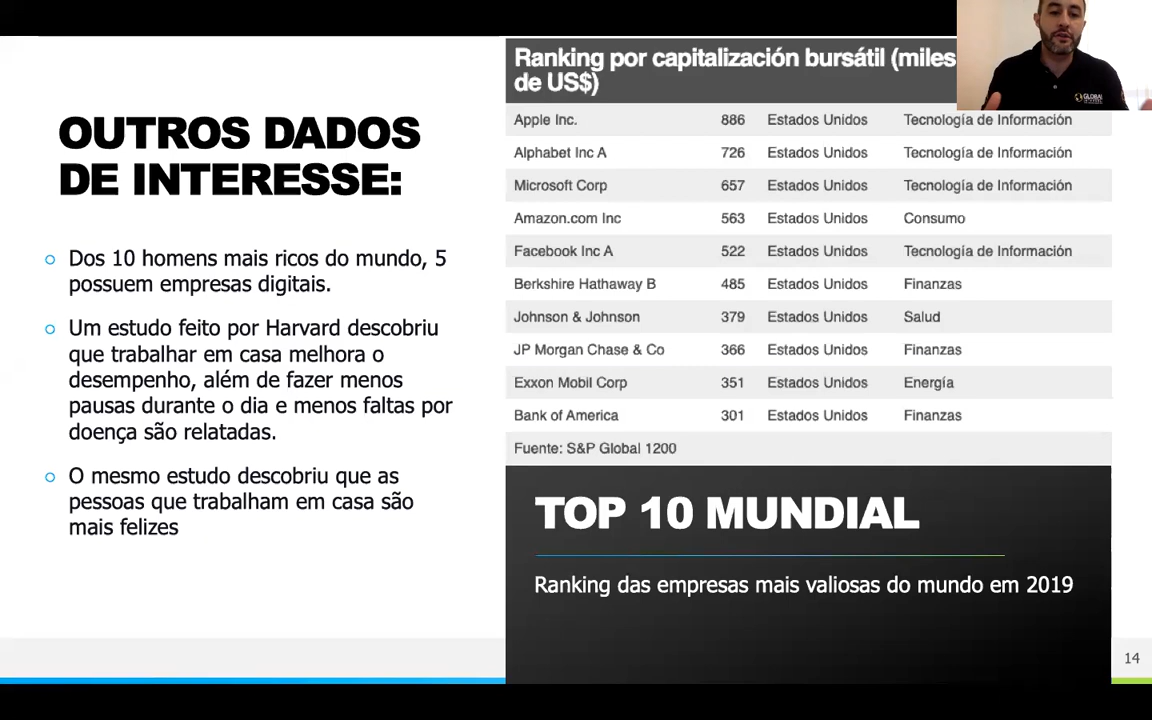 OUTROS DADOS
DE INTERESSE:
Dos 10 homens mais ricos do mundo, 5
possuem empresas digitais.
Um estudo feito por Harvard descobriu
que trabalhar em casa melhora o
desempenho, além de fazer menos
pausas durante o dia e menos faltas por
doença são relatadas.
O mesmo estudo descobriu que as
pessoas que trabalham em casa são
mais felizes
Ranking por capitalización bursátil (miles
de US$)
Apple Inc. 886 Estados Unidos Tecnología de Información
Alphabet Inc A 726 Estados Unidos Tecnología de Información
Microsoft Corp 657 Estados Unidos Tecnología de Información
Amazon.com Inc 563 Estados Unidos Consumo
Facebook Inc A 522 Estados Unidos Tecnología de Información
Berkshire Hathaway B 485 Estados Unidos Finanzas
Johnson & Johnson 379 Estados Unidos Salud
JP Morgan Chase & Co 366 Estados Unidos Finanzas
Exxon Mobil Corp 351 Estados Unidos Energía
Bank of America 301 Estados Unidos Finanzas
Fuente: S&P Global 1200
TOP 10 MUNDIAL
Ranking das empresas mais valiosas do mundo em 2019
14
GLOBAL